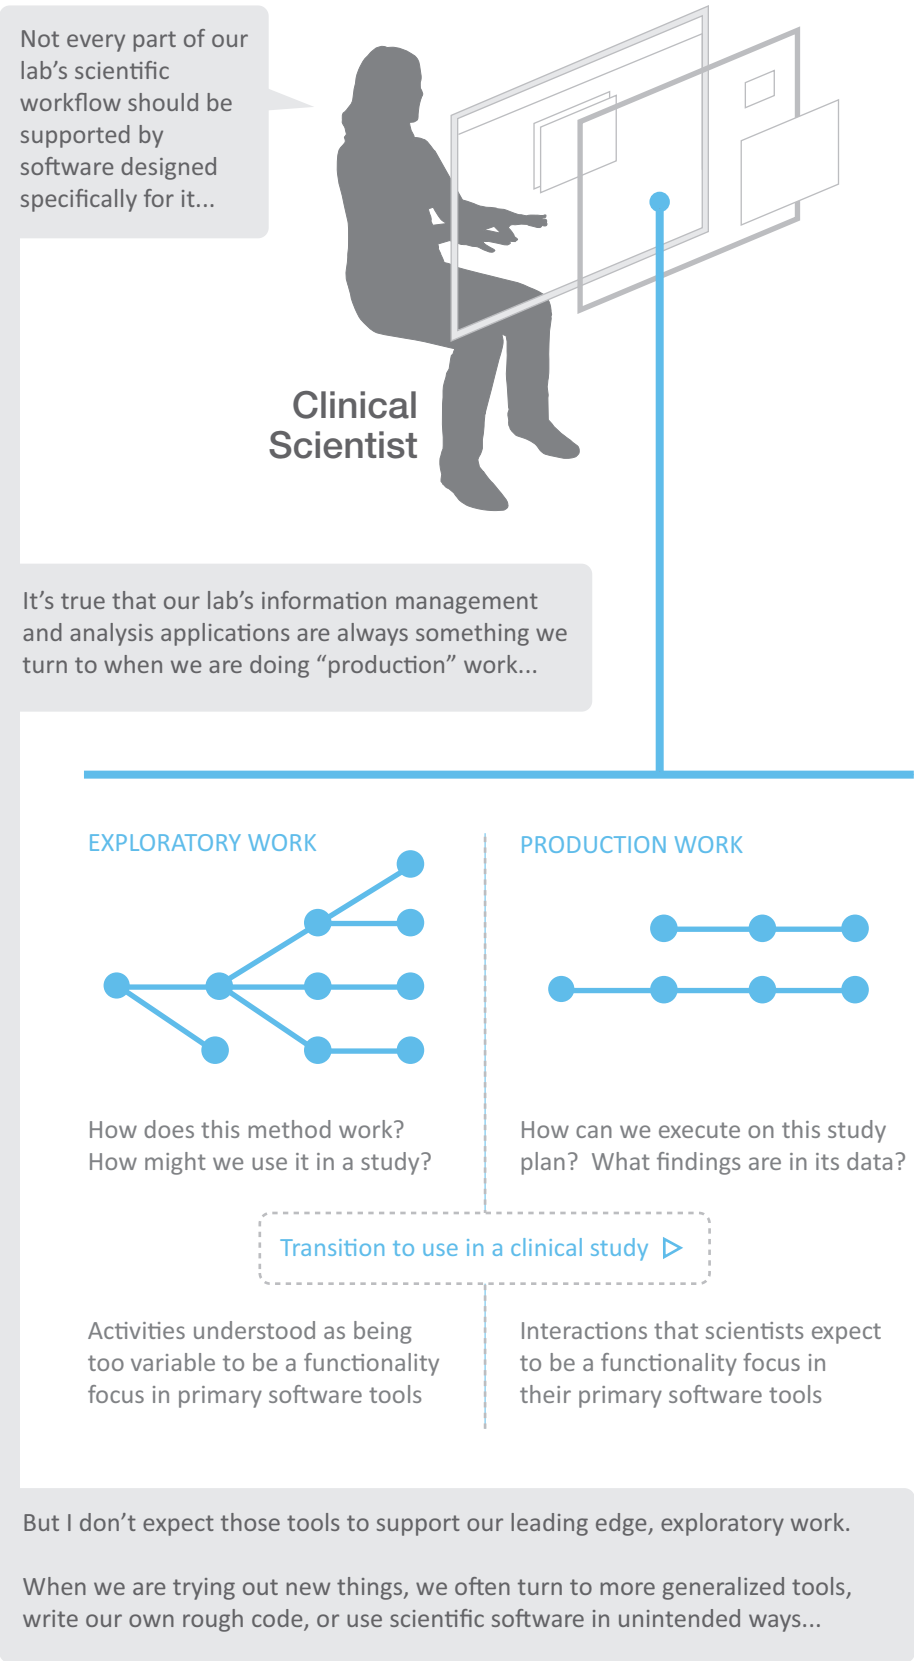 Not every part of our
lab’s scientific
workflow should be
supported by
software designed
specifically for it...
Clinical
Scientist
It’s true that our lab’s information management
and analysis applications are always something we
turn to when we are doing “production” work...
EXPLORATORY WORK
PRODUCTION WORK
How does this method work?
How might we use it in a study?
How can we execute on this study
plan?  What findings are in its data?
Transition to use in a clinical study
Activities understood as being
too variable to be a functionality
focus in primary software tools
Interactions that scientists expect
to be a functionality focus in
their primary software tools
But I don’t expect those tools to support our leading edge, exploratory work.
When we are trying out new things, we often turn to more generalized tools,
write our own rough code, or use scientific software in unintended ways...